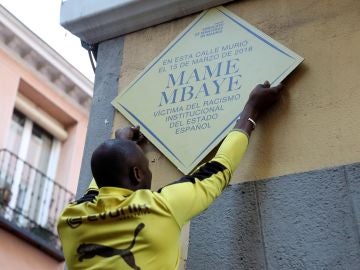 EN ESTA CALLE MURIÓ
EL 15 DE MARZO DE 2018
MAME
MBAYE
VÍCTIMA DEL RACISMO
INSTITUCIONAL
DEL ESTADO
ESPAÑOL
EVONIK